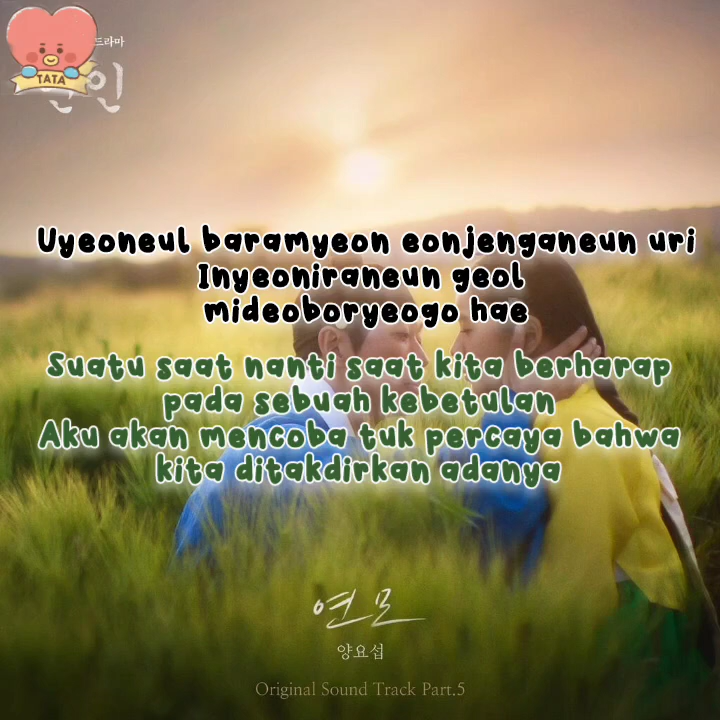 드라마
TATA
인
Uyeoneul baramyeon eonjenganeun uri
Inyeoniraneun geol
mideoboryeogo hae
Suatu saat nanti saat kita berharap
pada sebuah kebetulan
Aku akan mencoba tuk percaya bahwa
kita ditakdirkan adanya
연모
양요섭
Original Sound Track Part.5